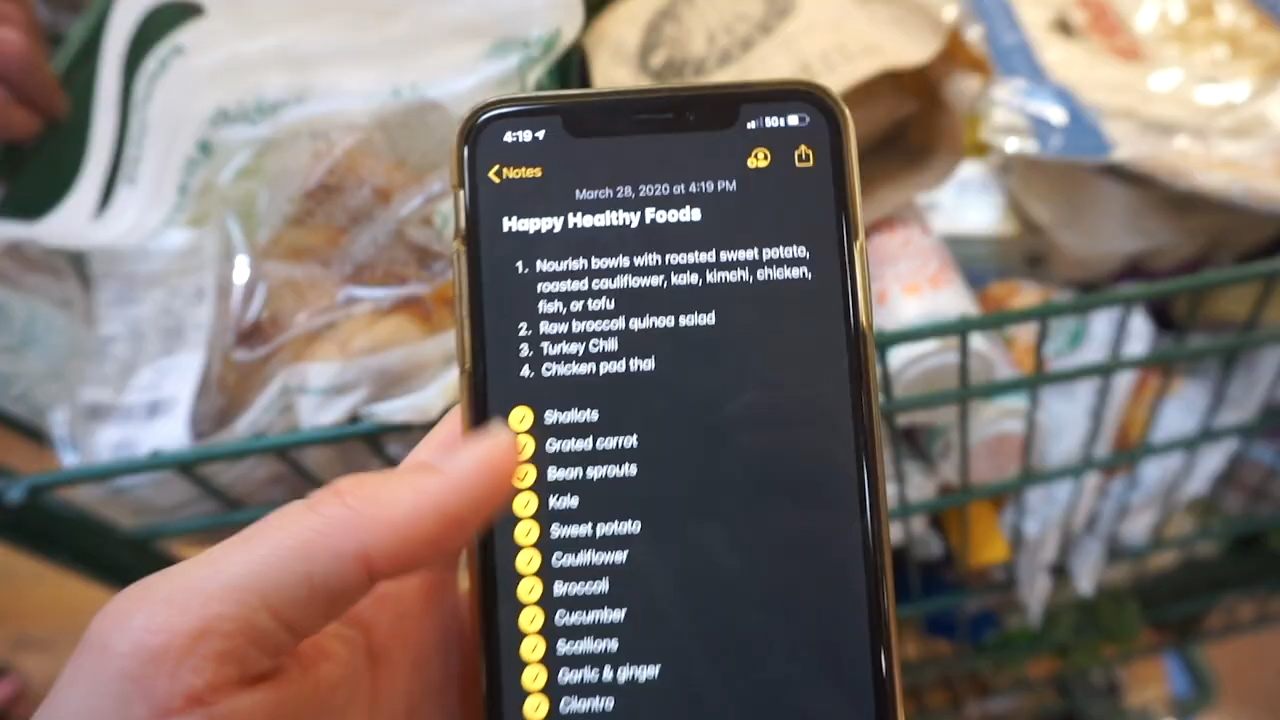 4:19
5GE
Notes
March 28, 2020 at 4:19 PM
Happy Healthy Foods
1. Nourish bowls with roasted sweet potato,
roasted cauliflower, kale, kimchi, chicken,
fish, or tofu
2. Raw broccoli quinoa salad
3. Turkey Chili
4. Chicken pad thai
Shallots
Grated carrot
Bean sprouts
Kale
Sweet potato
Cauliflower
Broccoli
Cucumber
Scallions
Garlic & ginger
Cilantro